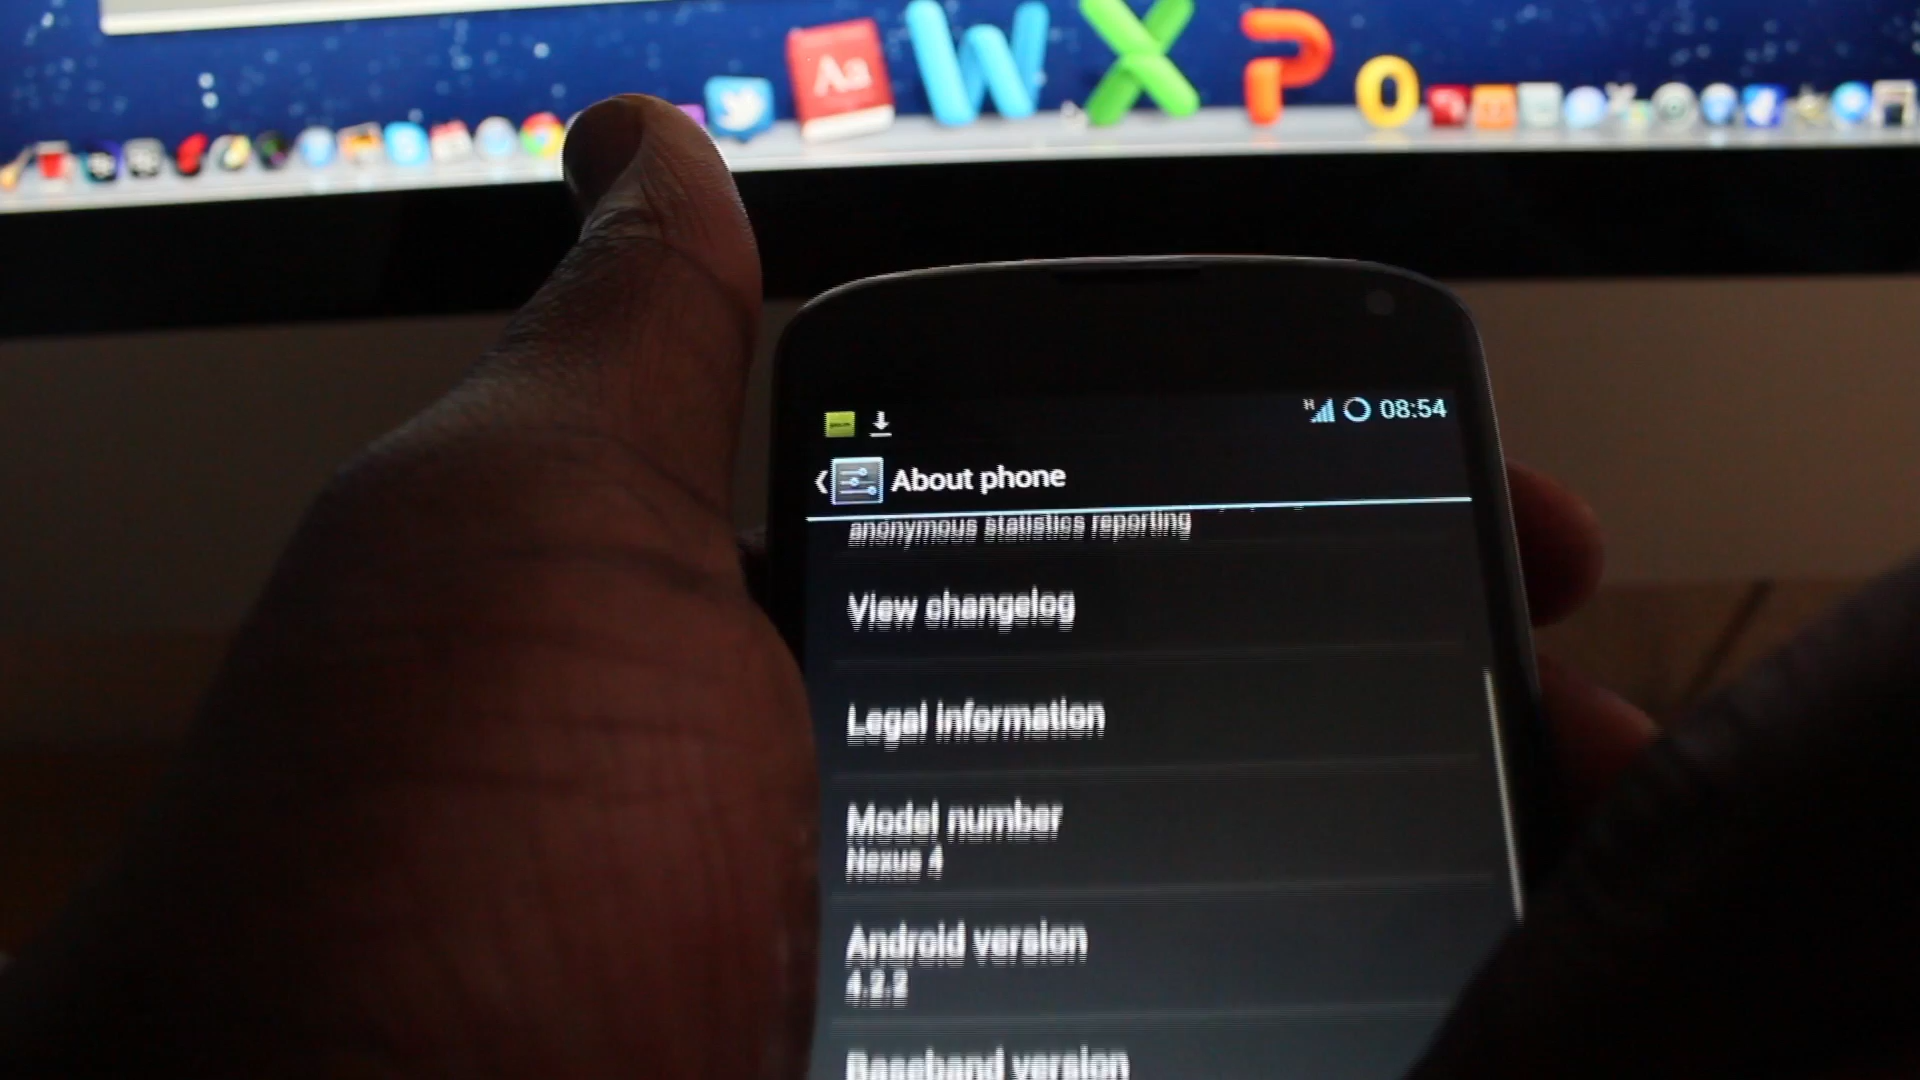 Aa
W X P O
H 08:54
About phone
anonymous statistics reporting
View changelog
Legal information
Model number
Nexus 4
Android version
4.2.2
Baseband version